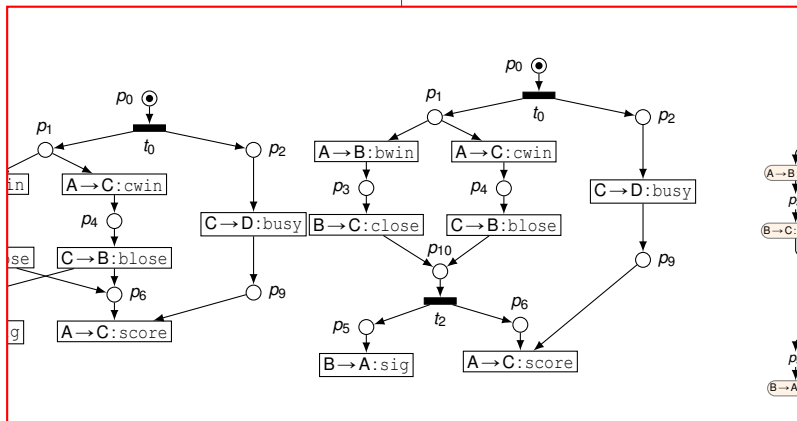 p0
p1
t0
p2
A→C:cwin
p4
C→D:busy
C→B:blose
p6
p9
A→C:score
p0
p1
t0
p2
A→B:bwin
A→C:cwin
p3
p4
C→D:busy
B→C:close
C→B:blose
p10
p9
t2
p5
p6
B→A:sig
A→C:score
A→B
B→C:
B→A